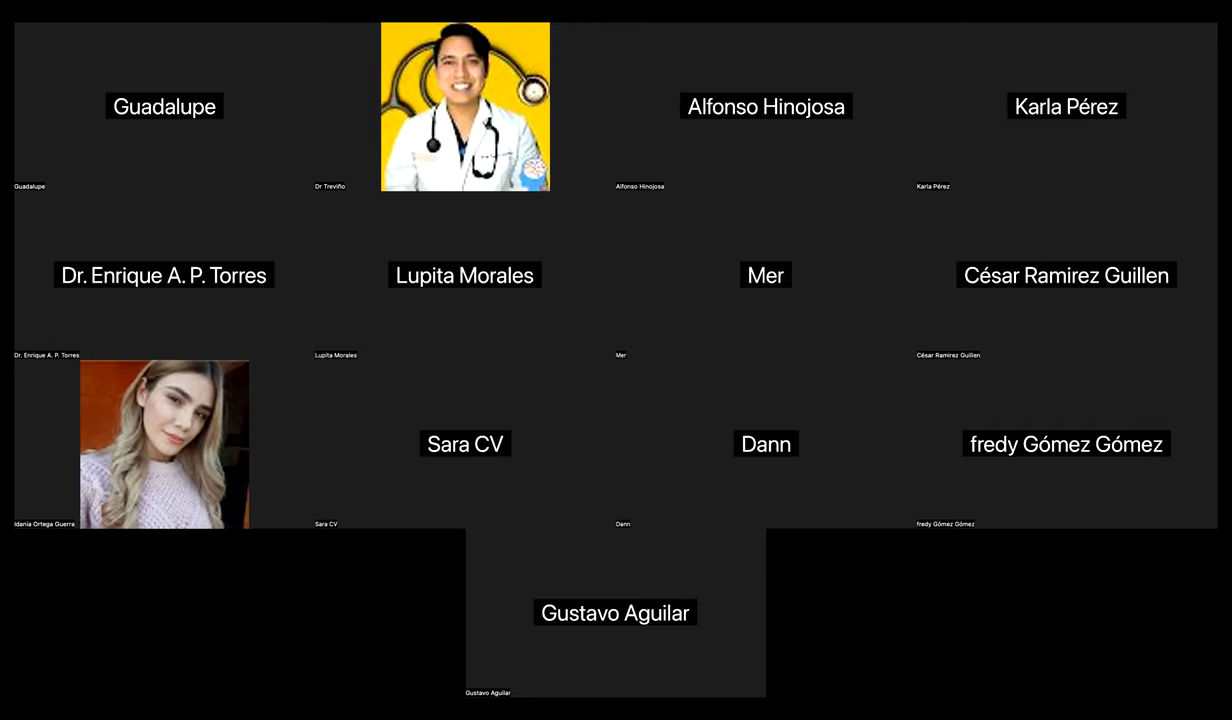 Guadalupe
Alfonso Hinojosa
Karla Pérez
Guadalupe
Dr Treviño
Alfonso Hinojosa
Karla Pérez
Dr. Enrique A. P. Torres
Lupita Morales
Mer
César Ramirez Guillen
Dr. Enrique A. P. Torres
Lupita Morales
Mer
César Ramirez Guillen
Sara CV
Dann
fredy Gómez Gómez
Idania Ortega Guerra
Sara CV
Dann
fredy Gómez Gómez
Gustavo Aguilar
Gustavo Aguilar